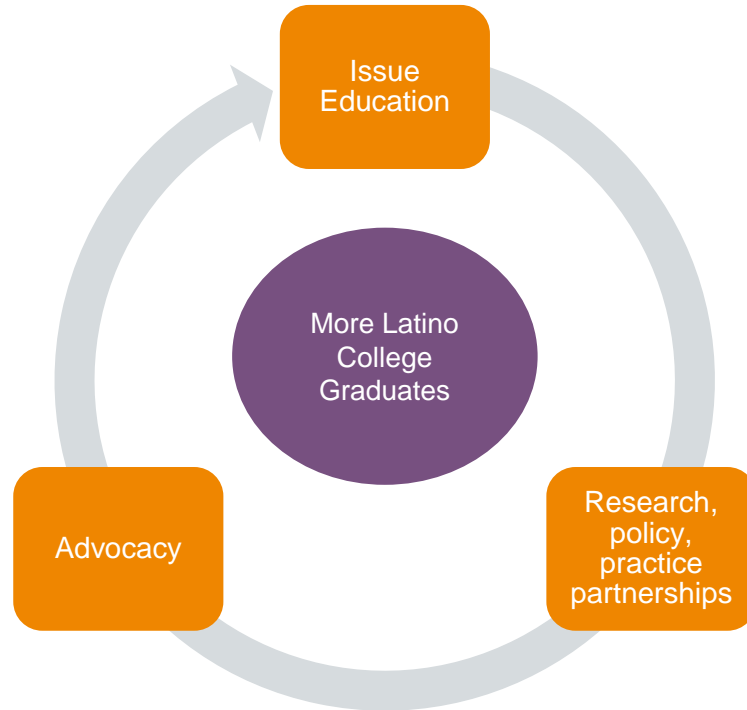 Issue
Education
More Latino
College
Graduates
Research,
policy,
practice
partnerships
Advocacy